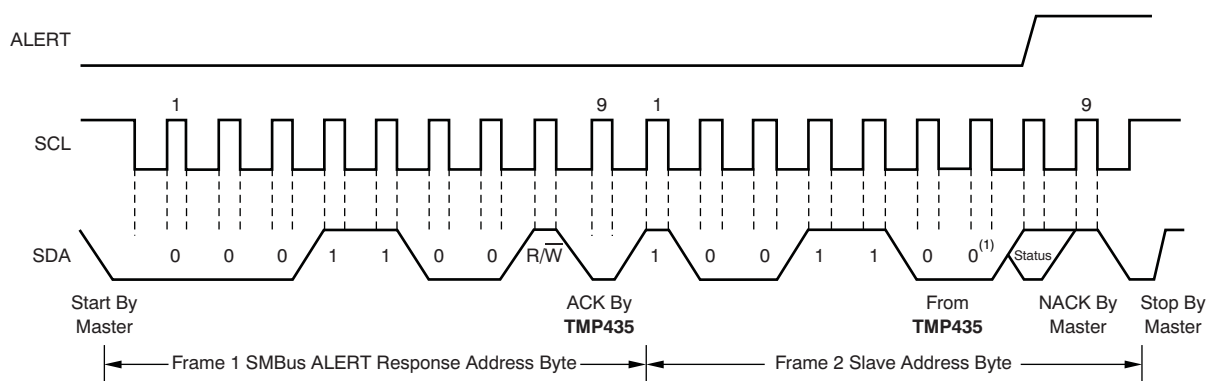 ALERT
1 9 1 9
SCL
SDA 0 0 0 1 1 0 0 R/W̅ 1 0 0 1 1 0 0(1) Status
Start By Master
ACK By TMP435
From TMP435
NACK By Master
Stop By Master
Frame 1 SMBus ALERT Response Address Byte
Frame 2 Slave Address Byte